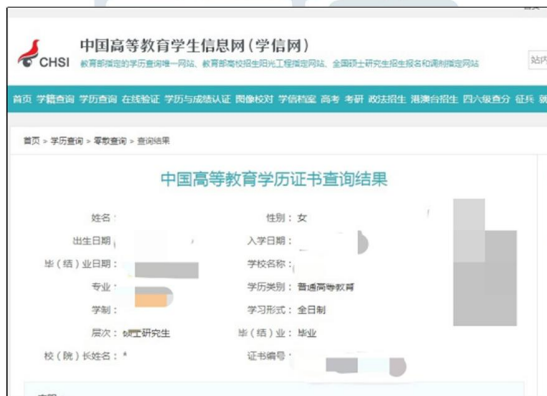 CHSI
中国高等教育学生信息网(学信网)
教育部指定的学历查询唯一网站、教育部高校招生阳光工程指定网站、全国硕士研究生招生报名和调剂指定网站
站内
首页 学籍查询 学历查询 在线验证 学历与成绩认证 图像校对 学信档案 高考 考研 政法招生 港澳台招生 四六级查分 征兵
首页 > 学历查询 > 零散查询 > 查询结果
中国高等教育学历证书查询结果
姓名: 性别: 女
出生日期 入学日期:
毕(结)业日期: 学校名称:
专业: 学历类别: 普通高等教育
学制: 学习形式: 全日制
层次: 硕士研究生 毕(结)业: 毕业
校(院)长姓名: * 证书编号: